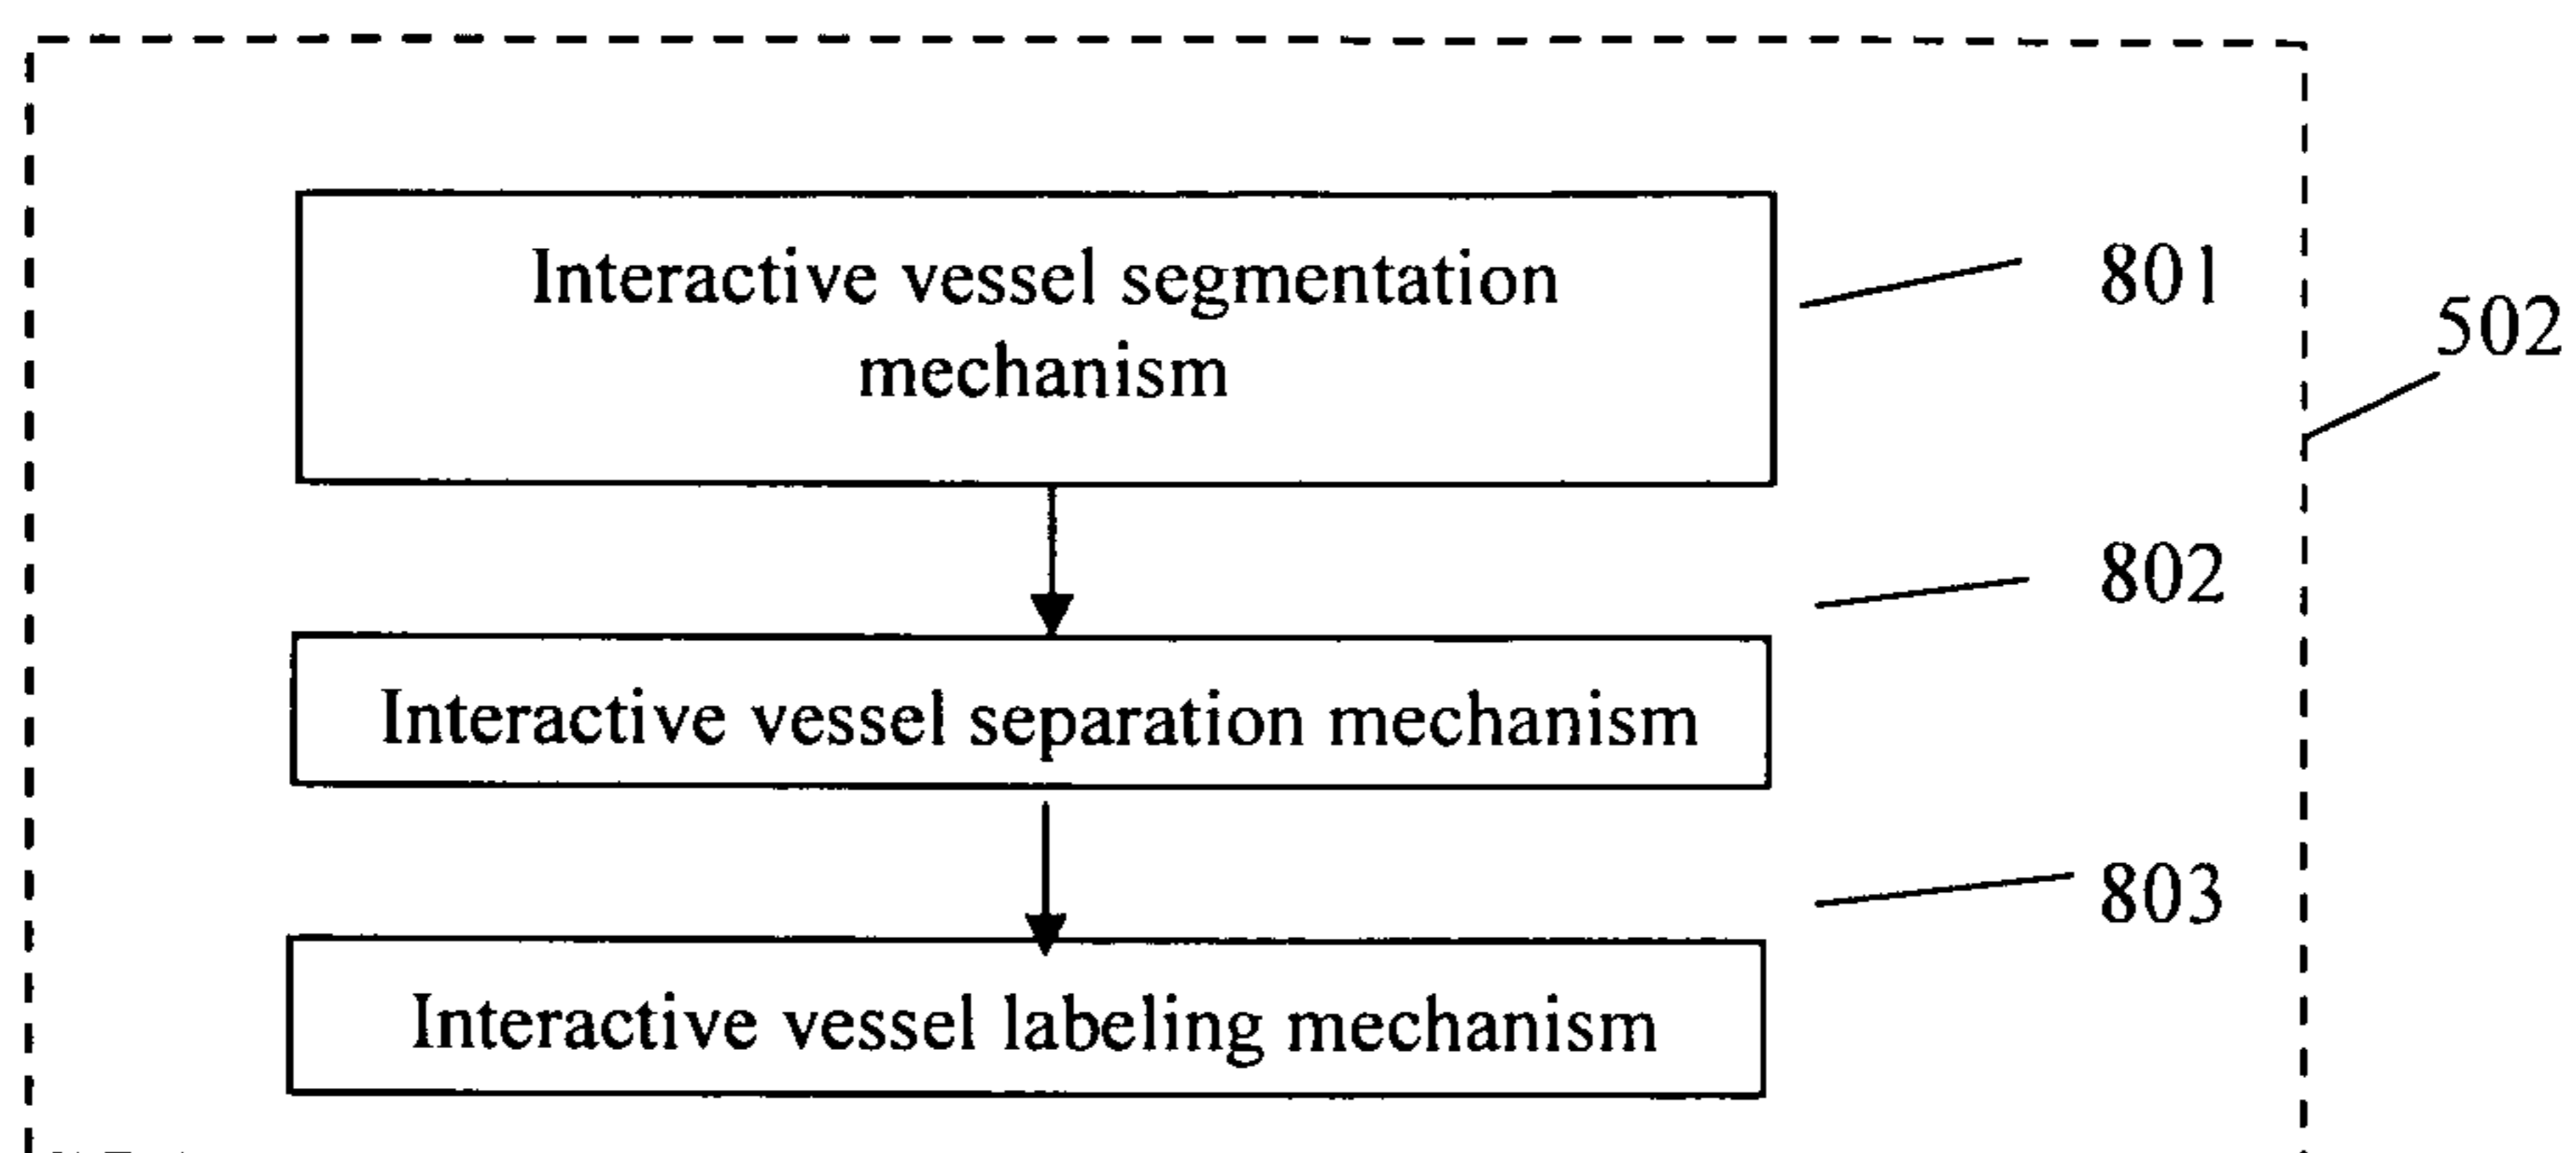 Interactive vessel segmentation
mechanism
801
502
802
Interactive vessel separation mechanism
803
Interactive vessel labeling mechanism